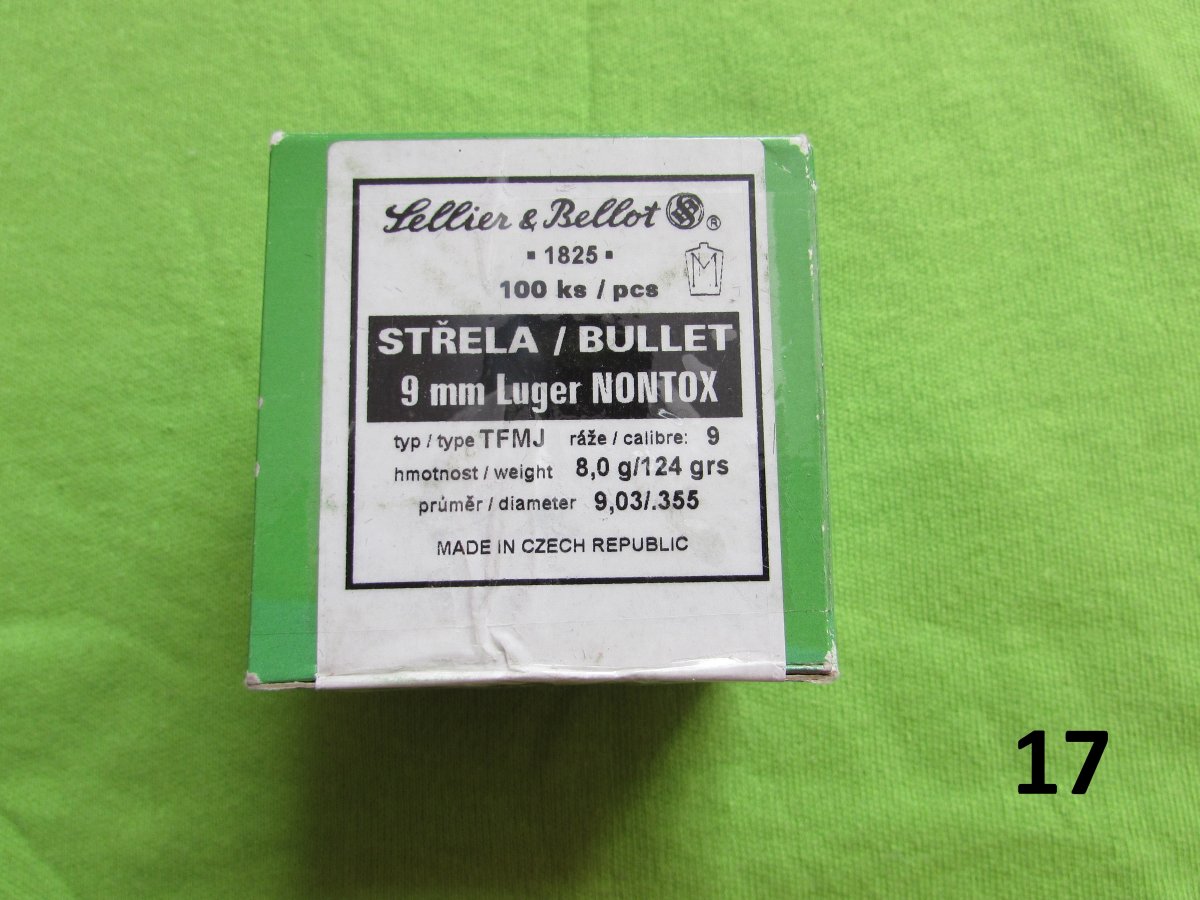 Sellier & Bellot SB ®
▪ 1825 ▪ M
100 ks / pcs
STŘELA / BULLET
9 mm Luger NONTOX
typ / type TFMJ ráže / calibre: 9
hmotnost / weight 8,0 g/124 grs
průměr / diameter 9,03/.355
MADE IN CZECH REPUBLIC
17